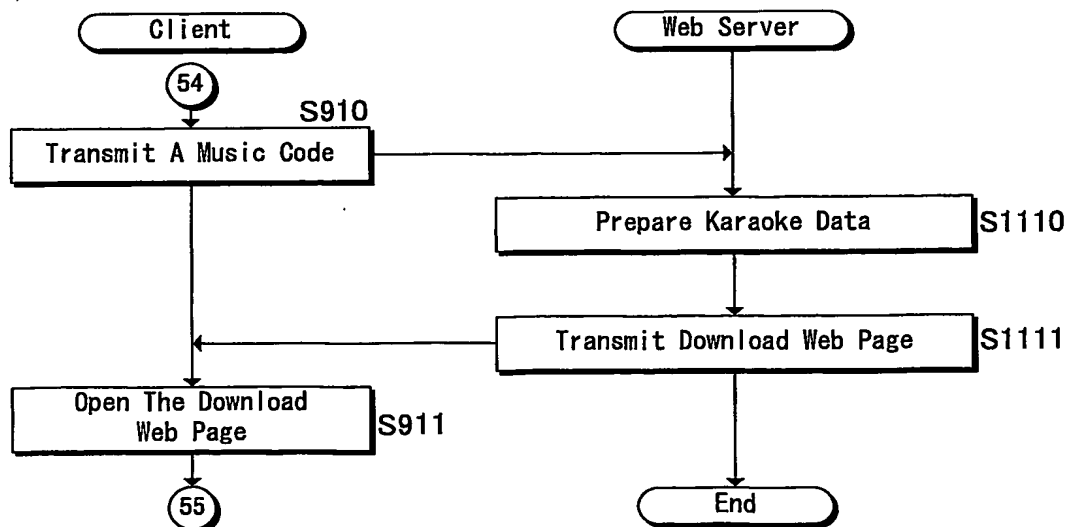 Client
Web Server
54
S910
Transmit A Music Code
Prepare Karaoke Data
S1110
Transmit Download Web Page
S1111
Open The Download
Web Page
S911
55
End